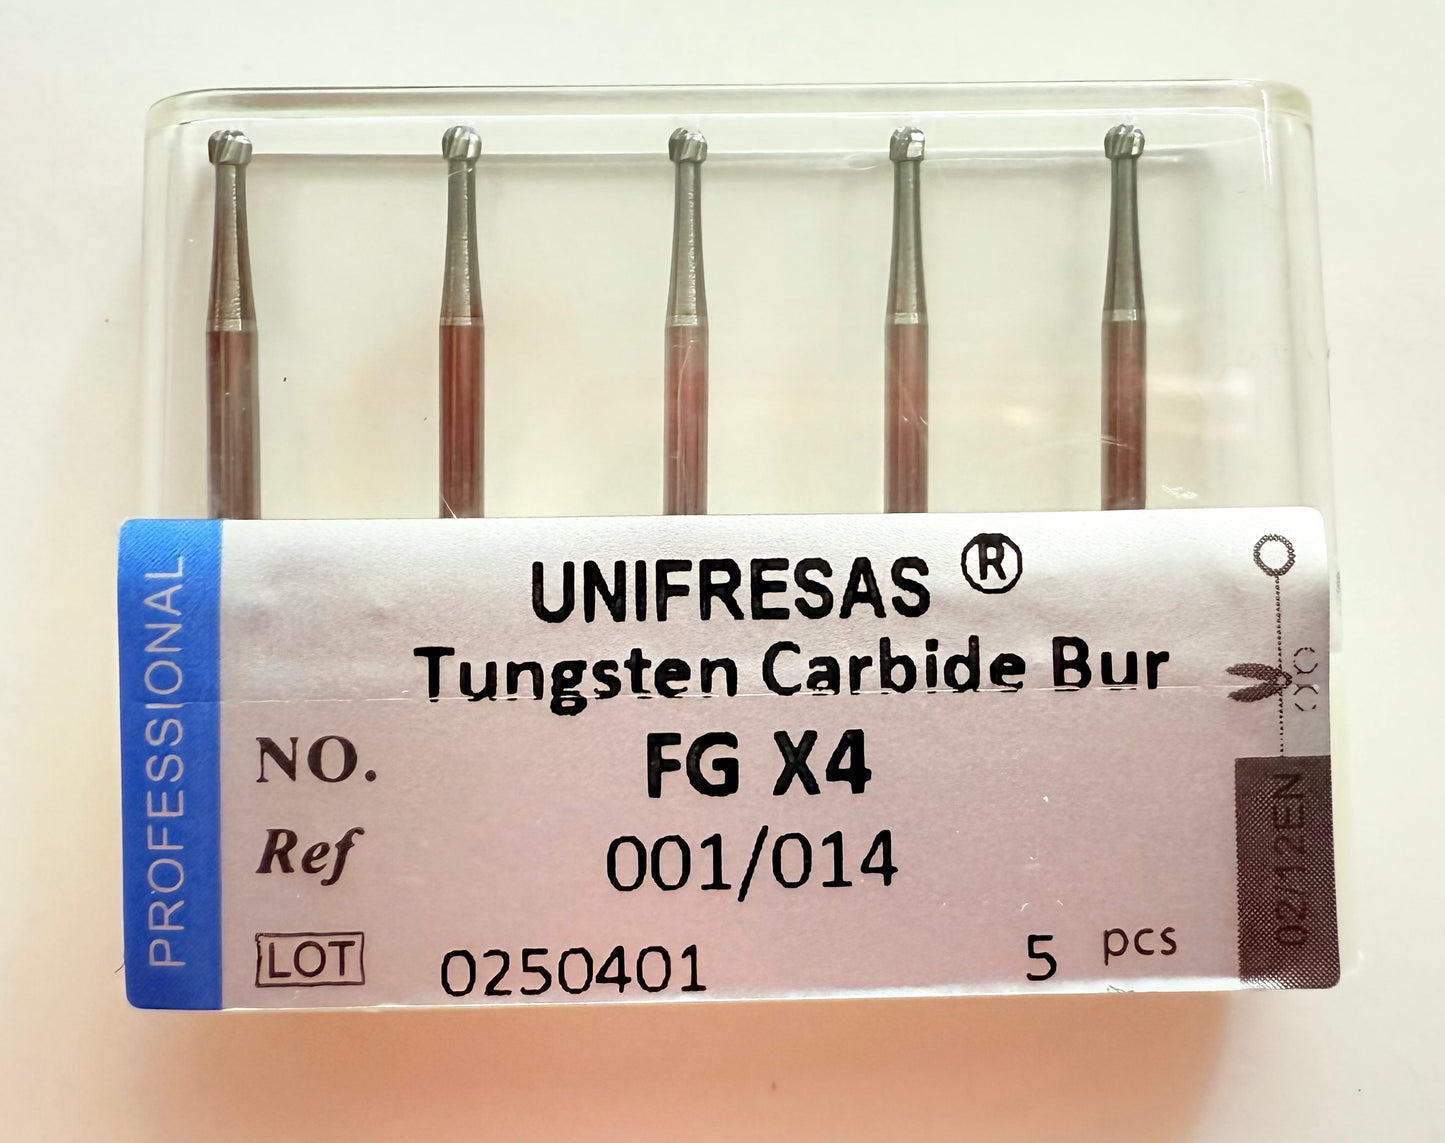 PROFESSIONAL
UNIFRESAS ®
Tungsten Carbide Bur
NO. FG X4
Ref 001/014
LOT 0250401 5 pcs
02/12EN